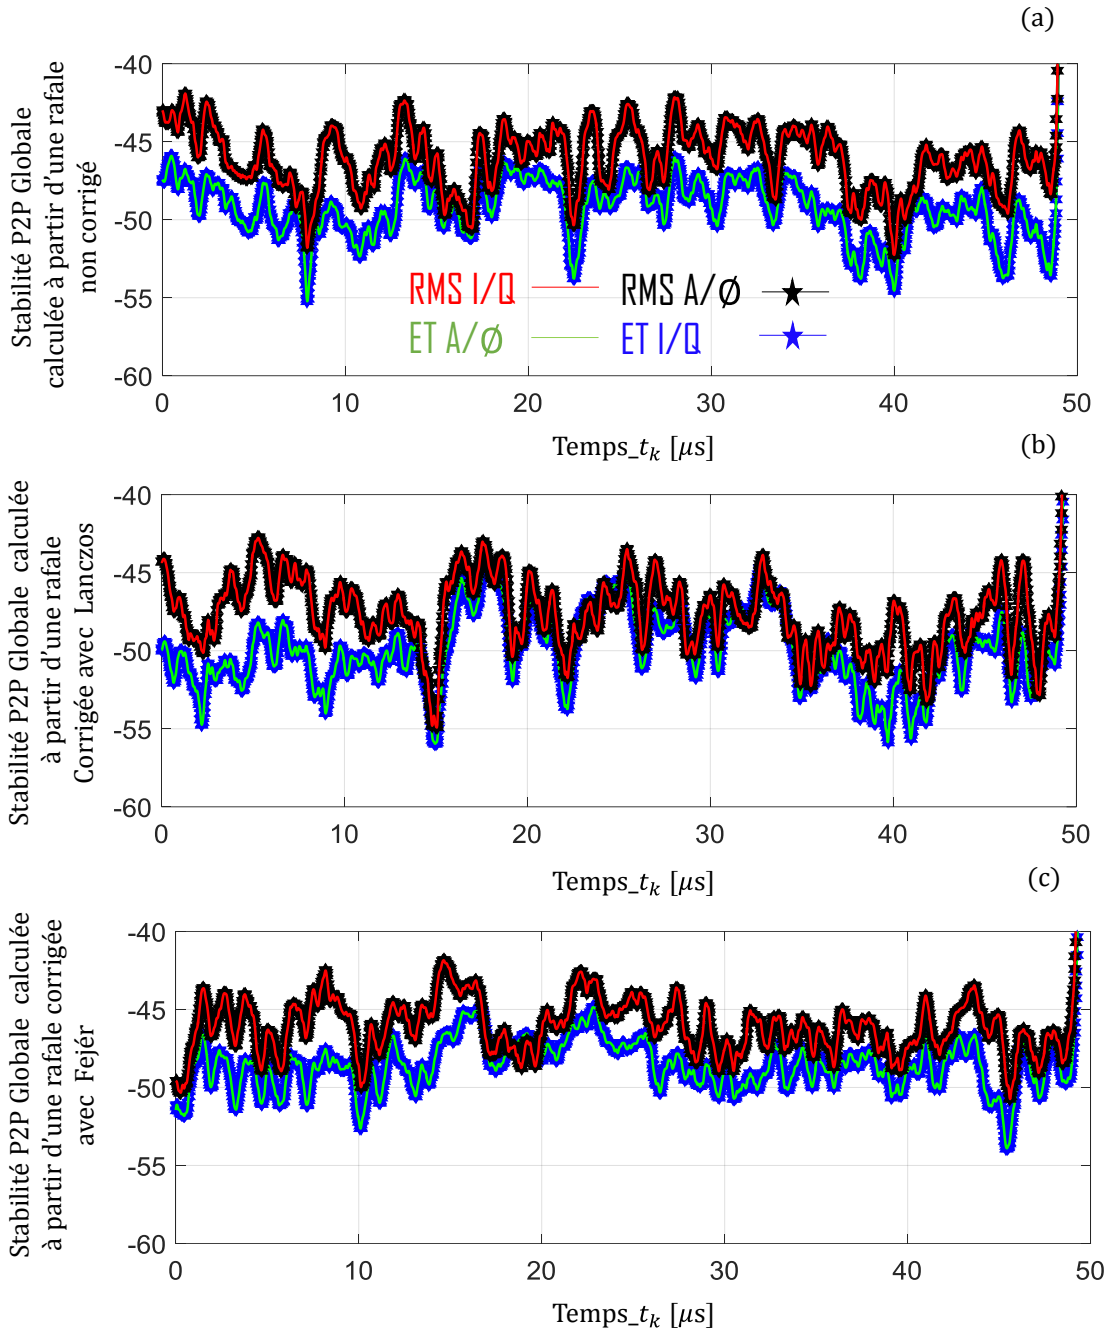 (a)
Stabilité P2P Globale
calculée à partir d'une rafale
non corrigé
-40
-45
-50
-55
-60
RMS I/Q
RMS A/Ø
ET A/Ø
ET I/Q
0 10 20 30 40 50
Temps_tₖ [μs]
(b)
Stabilité P2P Globale calculée
à partir d'une rafale
Corrigée avec Lanczos
-40
-45
-50
-55
-60
0 10 20 30 40 50
Temps_tₖ [μs]
(c)
Stabilité P2P Globale calculée
à partir d'une rafale corrigée
avec Fejér
-40
-45
-50
-55
-60
0 10 20 30 40 50
Temps_tₖ [μs]